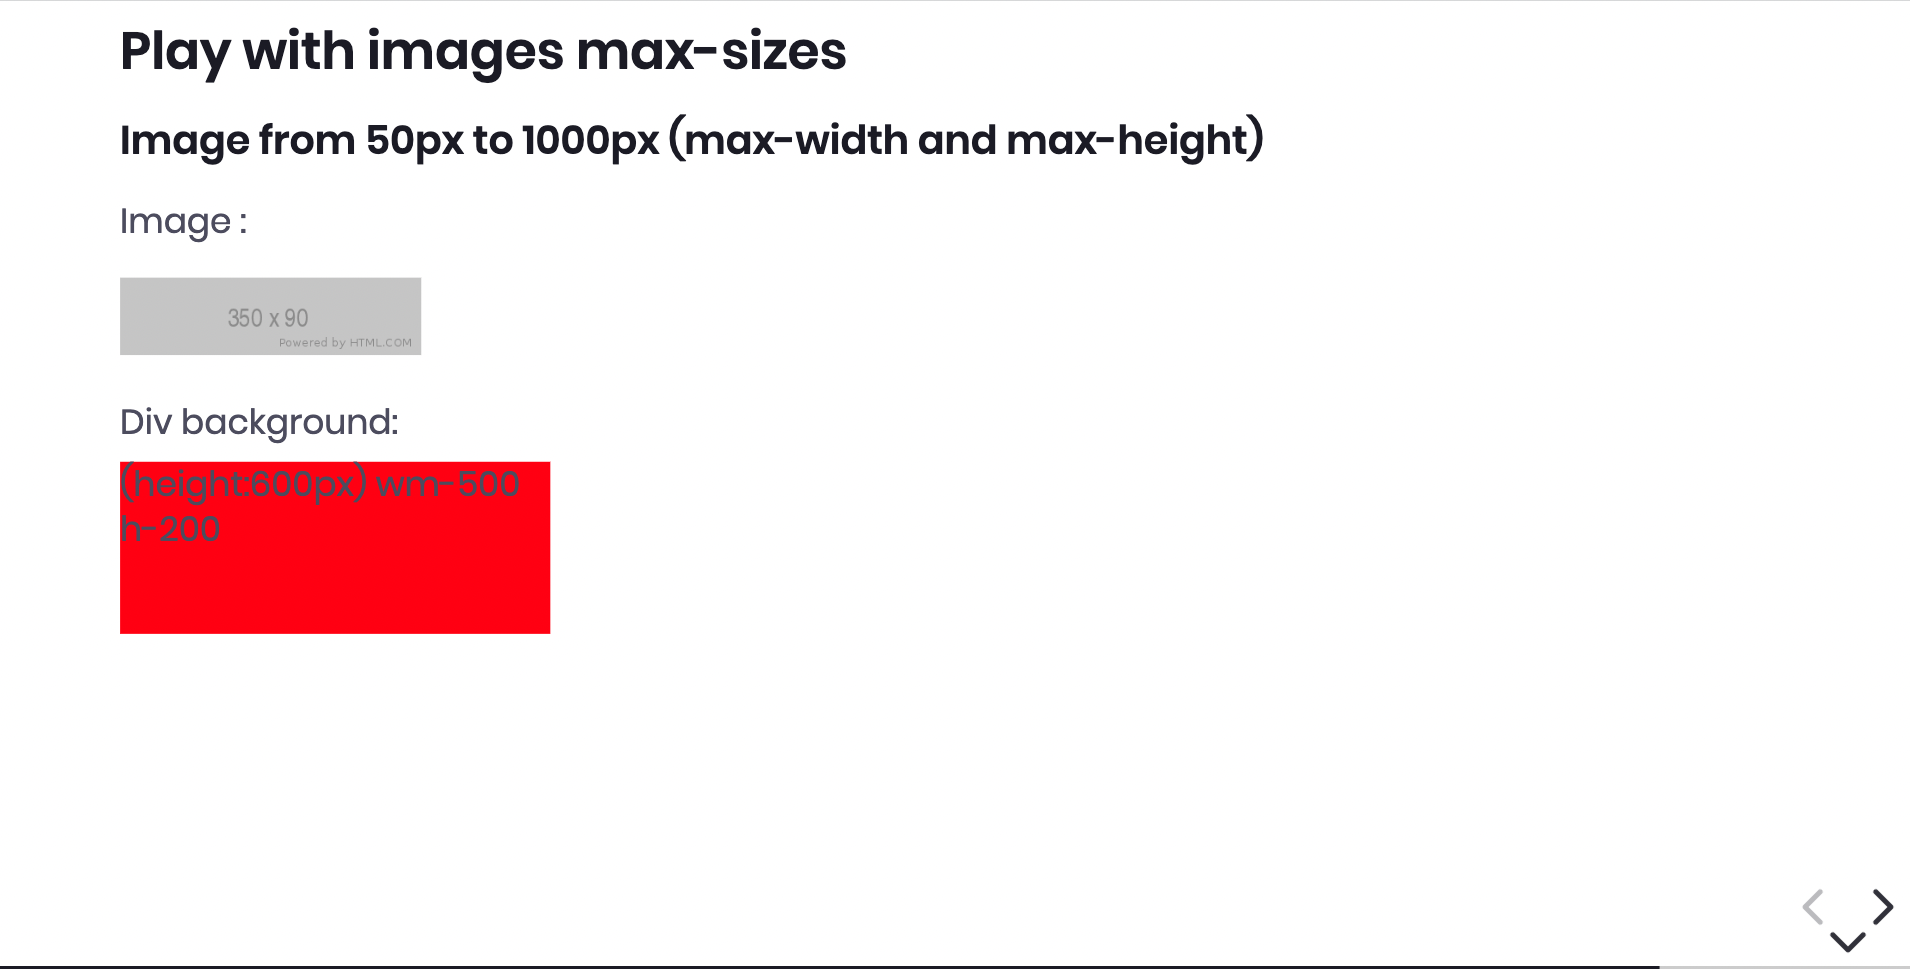 Play with images max-sizes
Image from 50px to 1000px (max-width and max-height)
Image :
350 x 90
Powered by HTML.COM
Div background:
(height:600px) wm-500
h-200